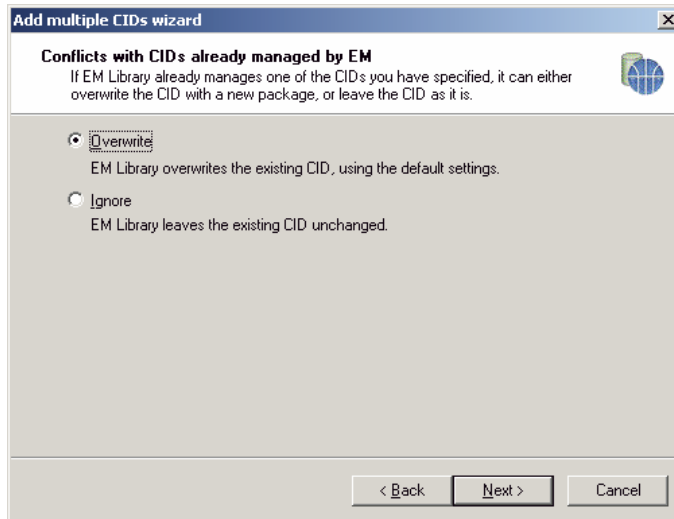 Add multiple CIDs wizard
Conflicts with CIDs already managed by EM
If EM Library already manages one of the CIDs you have specified, it can either
overwrite the CID with a new package, or leave the CID as it is.
Overwrite
EM Library overwrites the existing CID, using the default settings.
Ignore
EM Library leaves the existing CID unchanged.
< Back Next > Cancel